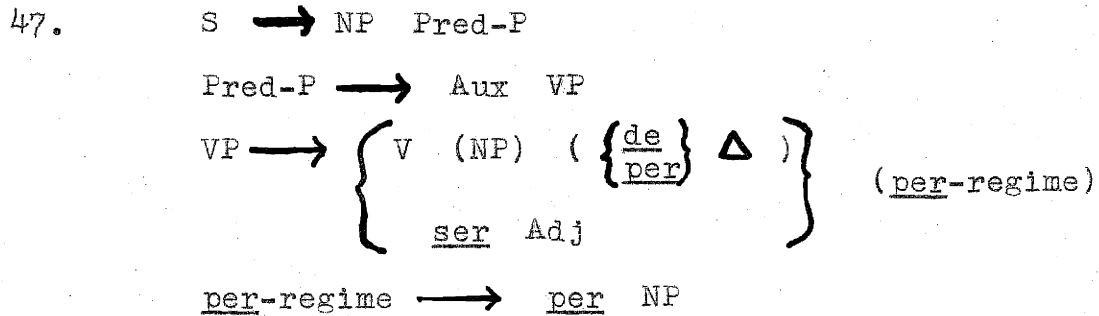 47. S → NP Pred-P
Pred-P → Aux VP
VP → { V (NP) ( { de
per } Δ )
ser Adj } (per-regime)
per-regime → per NP